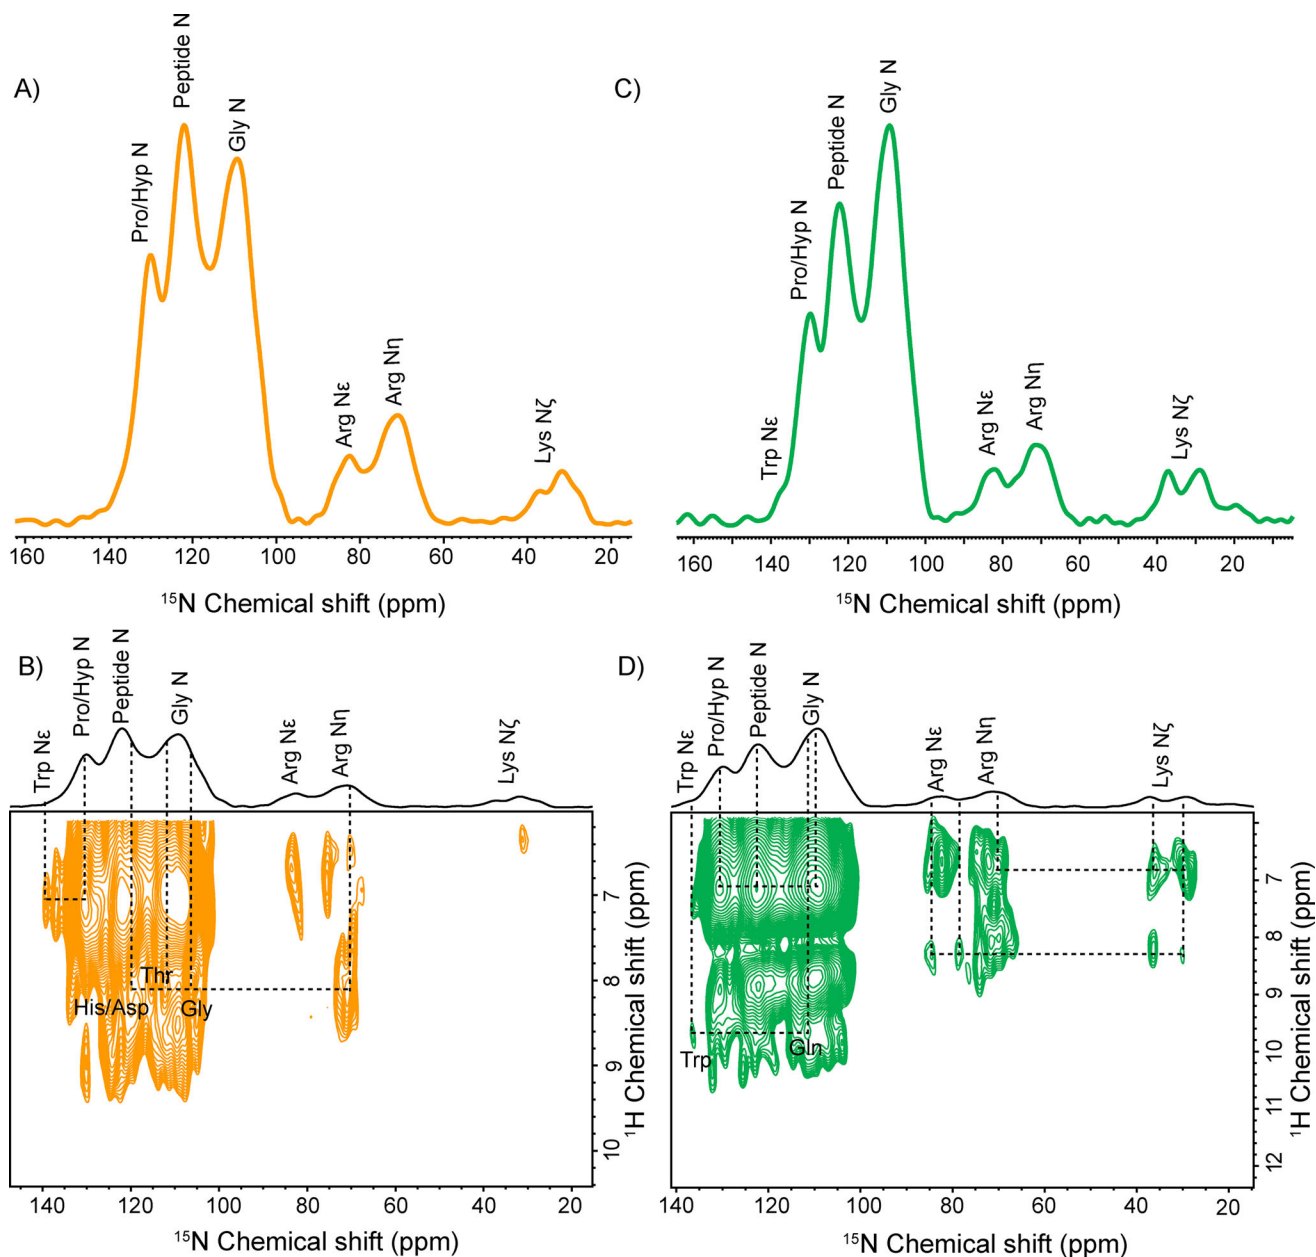 A)
Pro/Hyp N
Peptide N
Gly N
Arg Nε
Arg Nη
Lys Nζ
160 140 120 100 80 60 40 20
¹⁵N Chemical shift (ppm)
C)
Trp Nε
Pro/Hyp N
Peptide N
Gly N
Arg Nε
Arg Nη
Lys Nζ
160 140 120 100 80 60 40 20
¹⁵N Chemical shift (ppm)
B)
Trp Nε
Pro/Hyp N
Peptide N
Gly N
Arg Nε
Arg Nη
Lys Nζ
Thr
His/Asp
Gly
7
8
9
10
¹H Chemical shift (ppm)
140 120 100 80 60 40 20
¹⁵N Chemical shift (ppm)
D)
Trp Nε
Pro/Hyp N
Peptide N
Gly N
Arg Nε
Arg Nη
Lys Nζ
Trp
Gln
7
8
9
10
11
12
¹H Chemical shift (ppm)
140 120 100 80 60 40 20
¹⁵N Chemical shift (ppm)